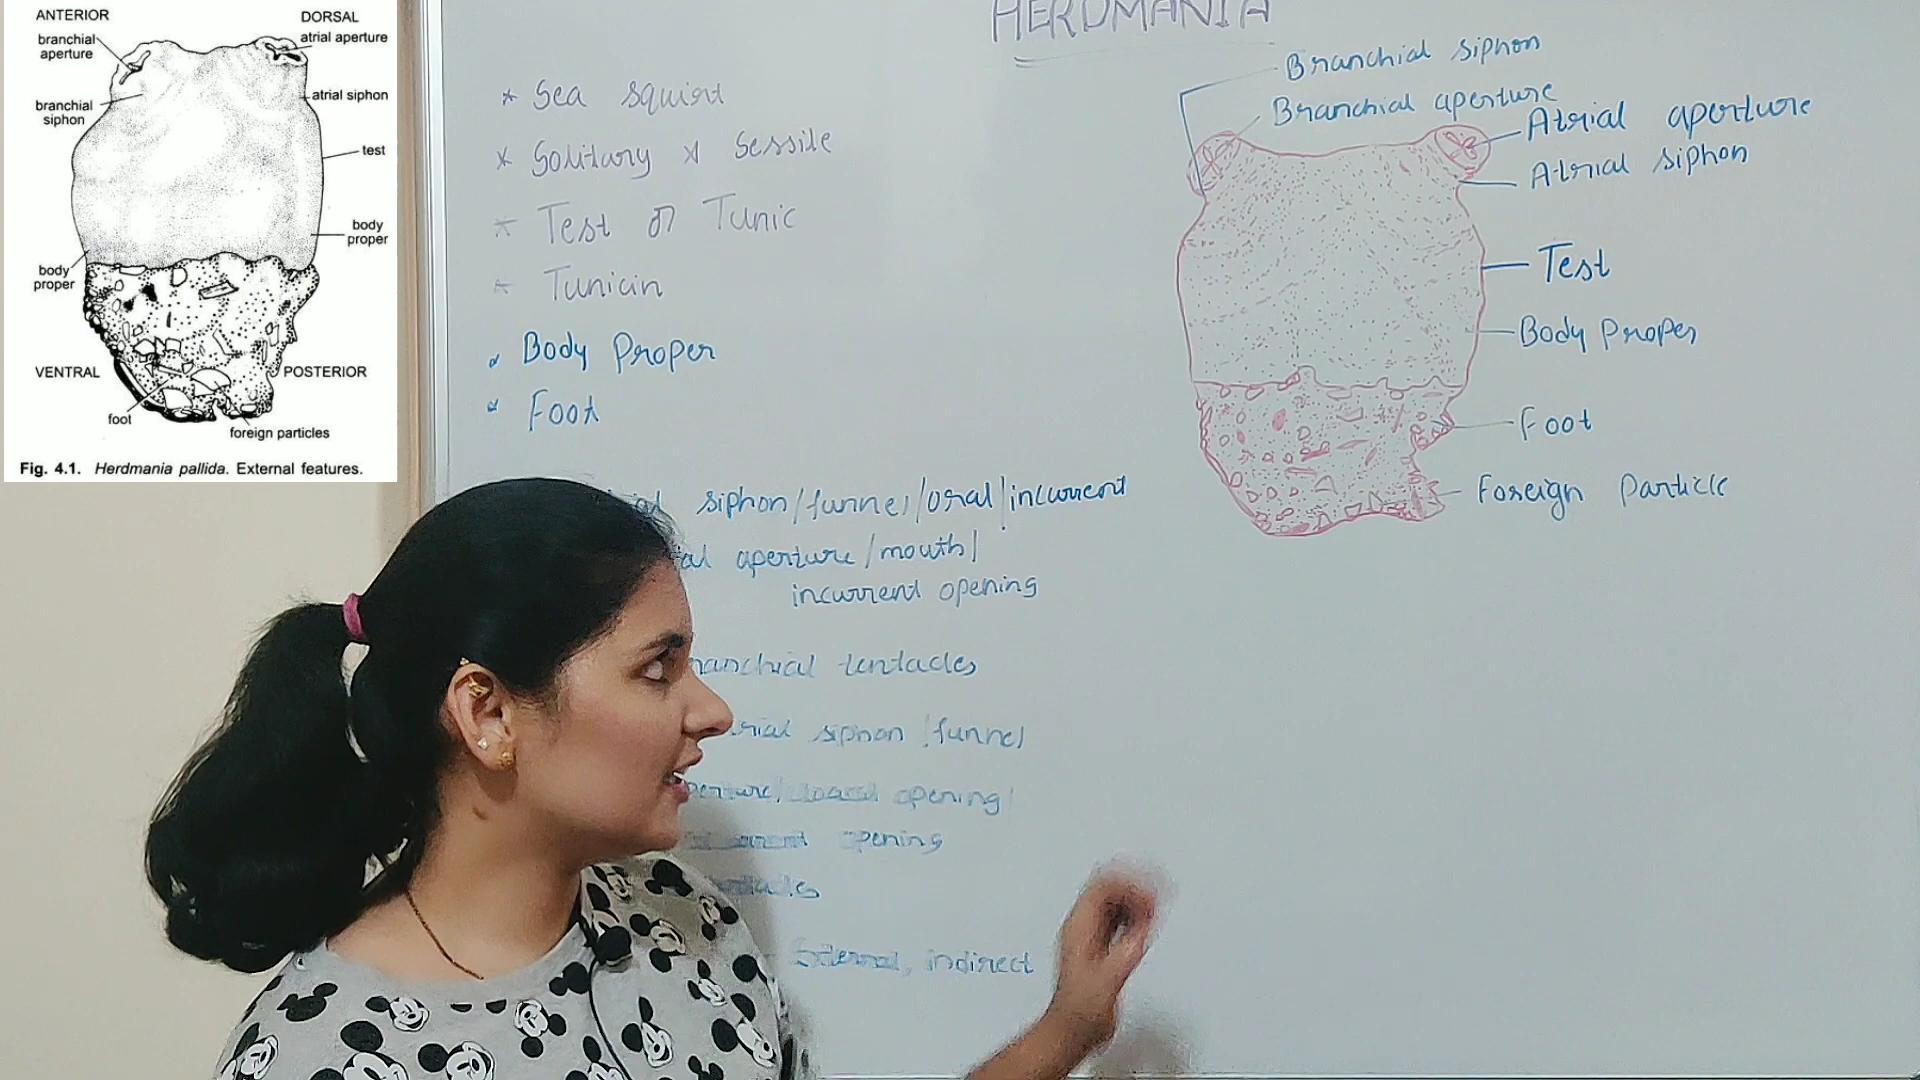 ANTERIOR
DORSAL
branchial aperture
atrial aperture
branchial siphon
atrial siphon
test
body proper
body proper
VENTRAL
POSTERIOR
foot
foreign particles
Fig. 4.1. Herdmania pallida. External features.
HERDMANIA
* Sea squirt
* Solitary & Sessile
* Test or Tunic
* Tunicin
Body Proper
Foot
siphon/funnel/oral/incurrent
aperture/mouth/
incurrent opening
tentacles
siphon/funnel
opening/
opening
External, indirect
Branchial siphon
Branchial aperture
Atrial aperture
Atrial siphon
Test
Body Proper
Foot
Foreign Particle